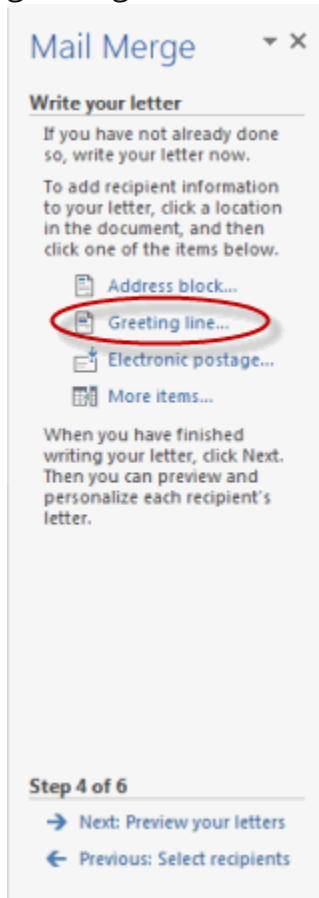 Mail Merge
Write your letter
If you have not already done
so, write your letter now.
To add recipient information
to your letter, click a location
in the document, and then
click one of the items below.
Address block...
Greeting line...
Electronic postage...
More items...
When you have finished
writing your letter, click Next.
Then you can preview and
personalize each recipient's
letter.
Step 4 of 6
Next: Preview your letters
Previous: Select recipients